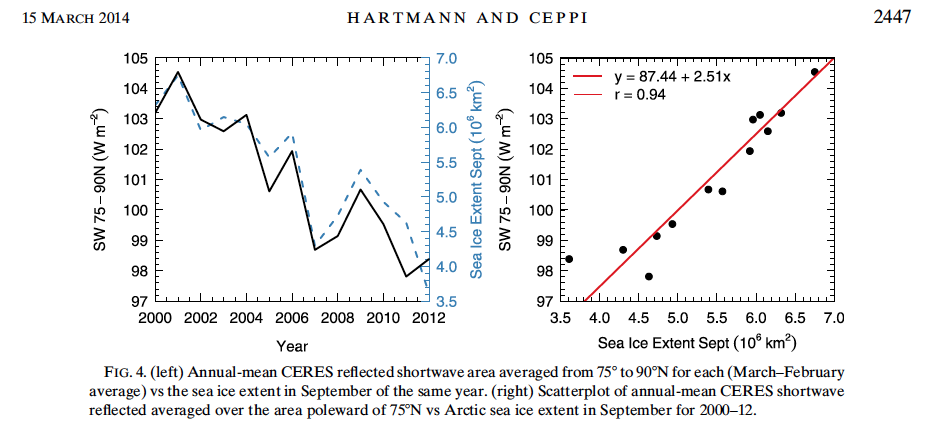 15 MARCH 2014 HARTMANN AND CEPPI 2447
105
104
103
102
101
100
99
98
97
SW 75–90N (W m⁻²)
2000 2002 2004 2006 2008 2010 2012
Year
7.0
6.5
6.0
5.5
5.0
4.5
4.0
3.5
Sea Ice Extent Sept (10⁶ km²)
105
104
103
102
101
100
99
98
97
SW 75–90N (W m⁻²)
y = 87.44 + 2.51x
r = 0.94
3.5 4.0 4.5 5.0 5.5 6.0 6.5 7.0
Sea Ice Extent Sept (10⁶ km²)
FIG. 4. (left) Annual-mean CERES reflected shortwave area averaged from 75° to 90°N for each (March–February
average) vs the sea ice extent in September of the same year. (right) Scatterplot of annual-mean CERES shortwave
reflected averaged over the area poleward of 75°N vs Arctic sea ice extent in September for 2000–12.